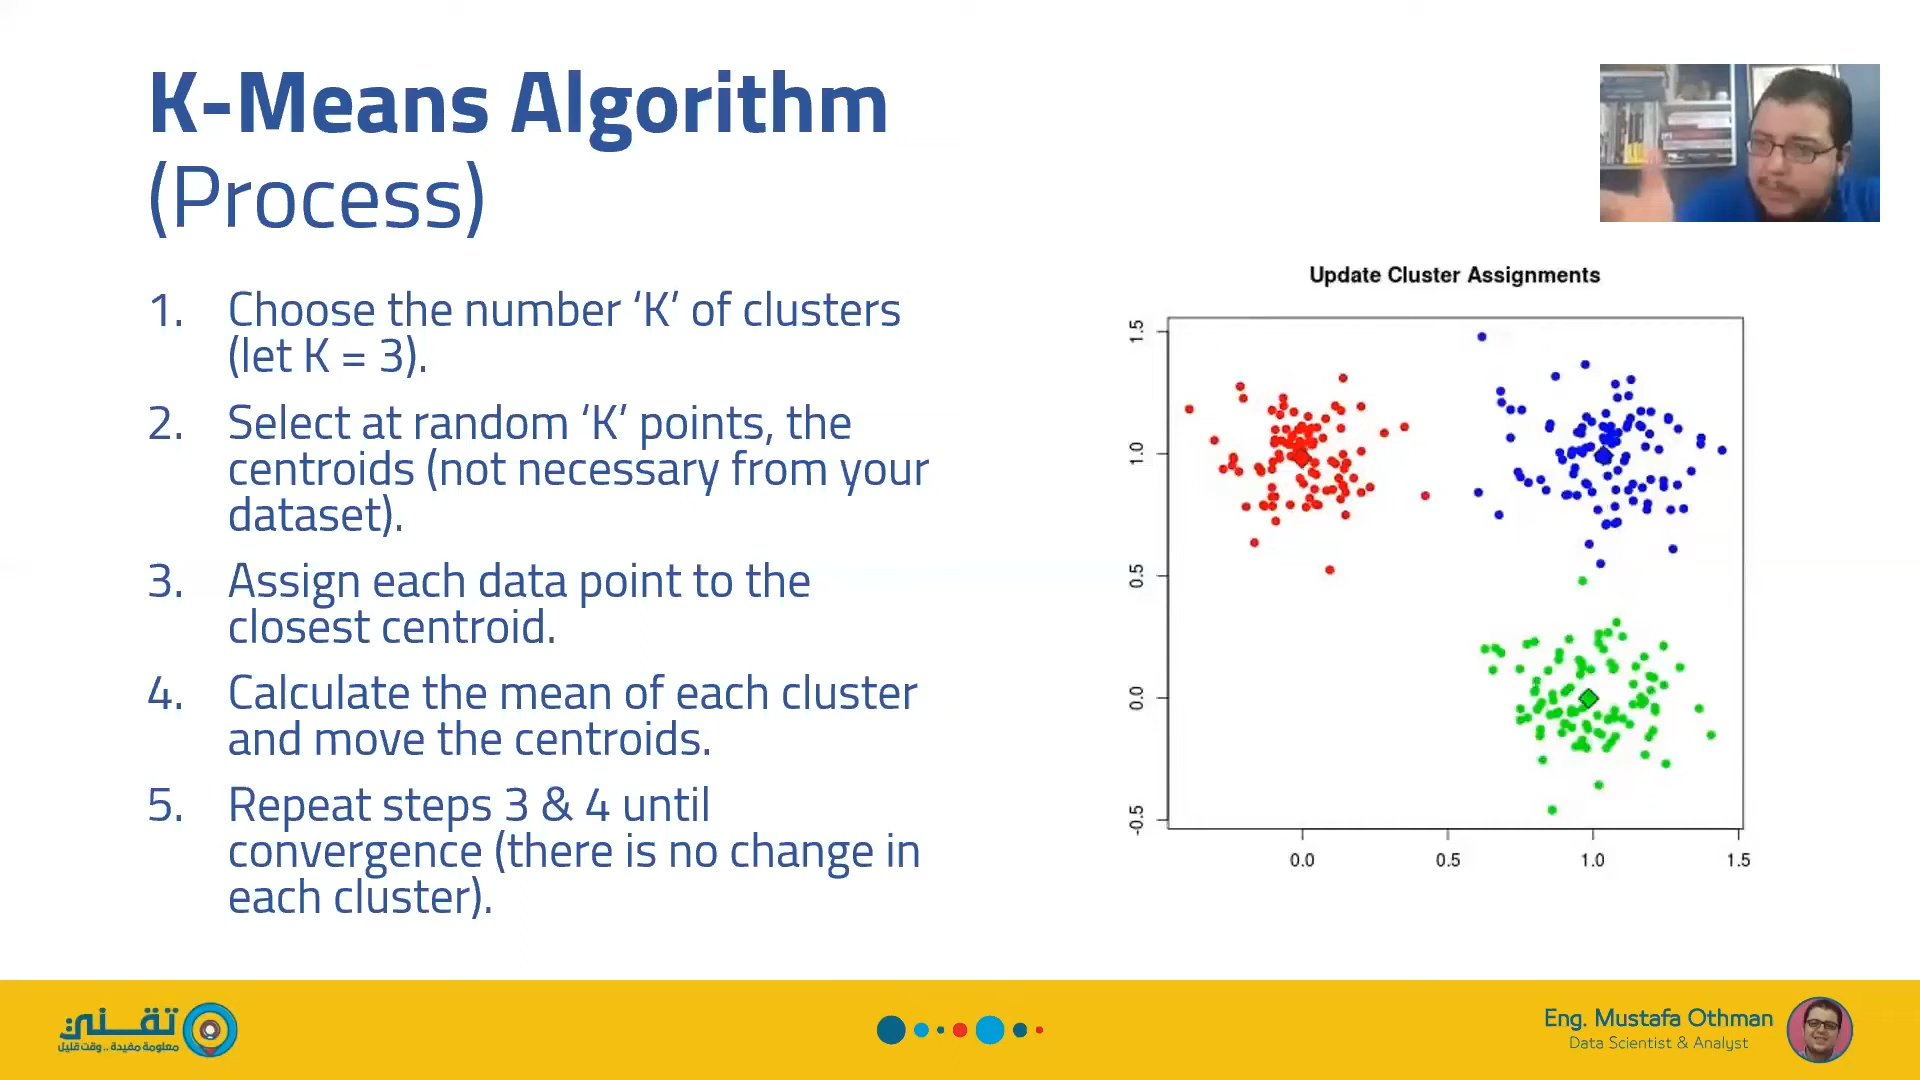 K-Means Algorithm
(Process)
1. Choose the number ‘K’ of clusters
(let K = 3).
2. Select at random ‘K’ points, the
centroids (not necessary from your
dataset).
3. Assign each data point to the
closest centroid.
4. Calculate the mean of each cluster
and move the centroids.
5. Repeat steps 3 & 4 until
convergence (there is no change in
each cluster).
Update Cluster Assignments
1.5
1.0
0.5
0.0
-0.5
0.0 0.5 1.0 1.5
تقني
معلومة مفيدة .. وقت قليل
Eng. Mustafa Othman
Data Scientist & Analyst